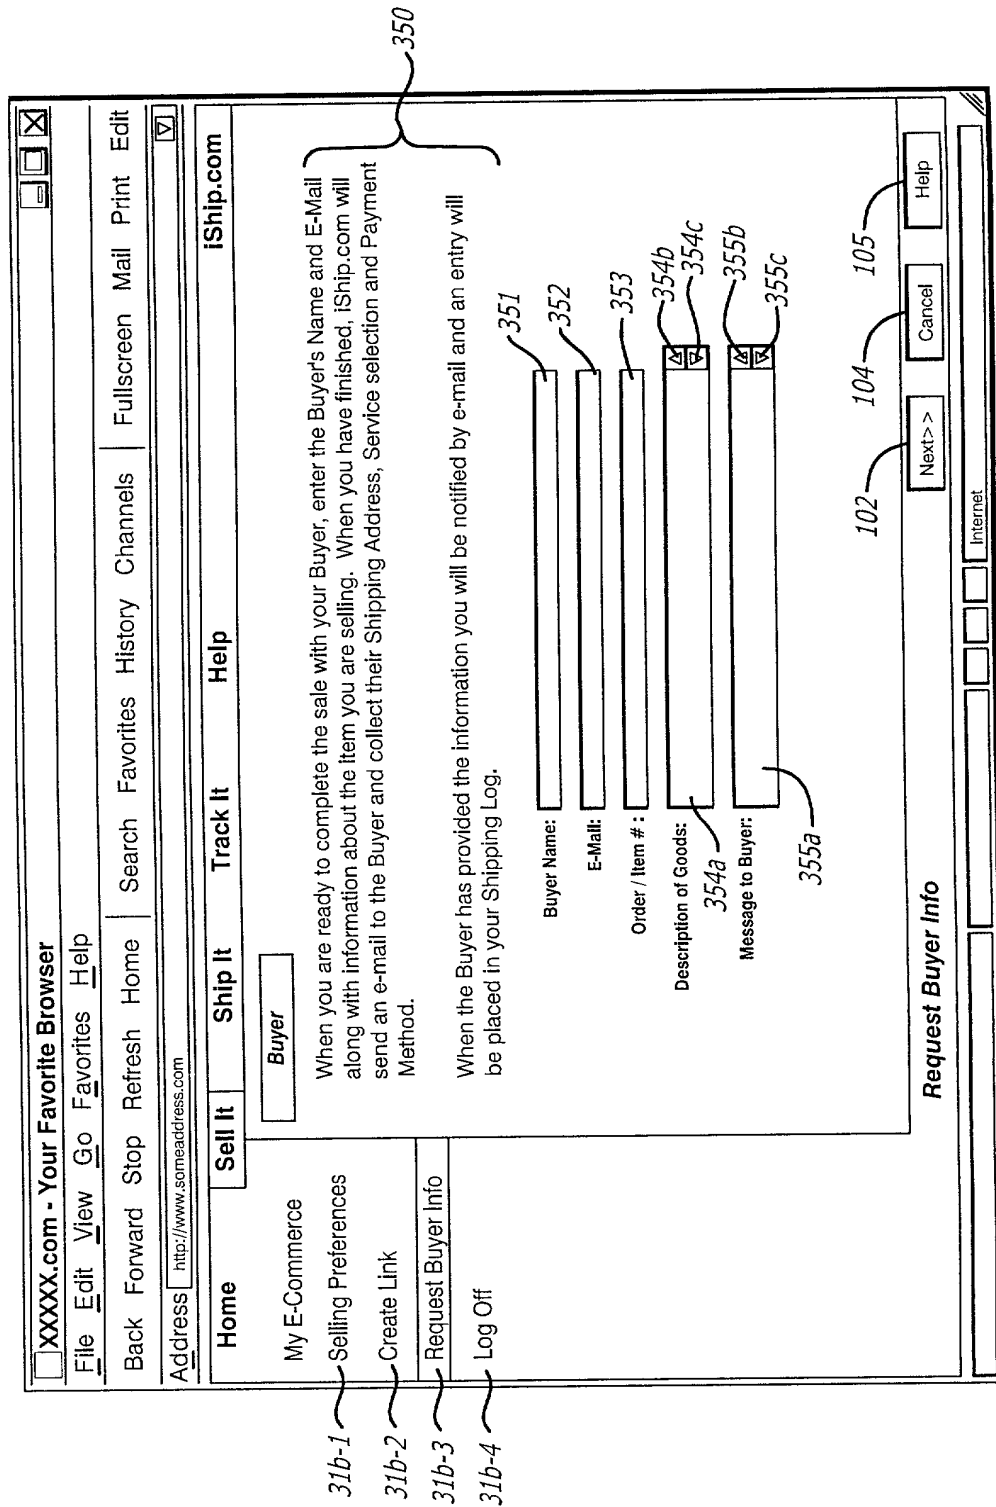 XXXXX.com - Your Favorite Browser
File Edit View Go Favorites Help
Back Forward Stop Refresh Home Search Favorites History Channels Fullscreen Mail Print Edit
Address http://www.someaddress.com
Home Sell It Ship It Track It Help iShip.com
My E-Commerce
31b-1 Selling Preferences
31b-2 Create Link
31b-3 Request Buyer Info
31b-4 Log Off
Buyer
When you are ready to complete the sale with your Buyer, enter the Buyer's Name and E-Mail
along with information about the item you are selling. When you have finished, iShip.com will
send an e-mail to the Buyer and collect their Shipping Address, Service selection and Payment
Method.
350
When the Buyer has provided the information you will be notified by e-mail and an entry will
be placed in your Shipping Log.
Buyer Name: 351
E-Mail: 352
Order / Item # : 353
Description of Goods: 354b
354a 354c
Message to Buyer: 355b
355a 355c
102 104 105
Request Buyer Info Next>> Cancel Help
Internet